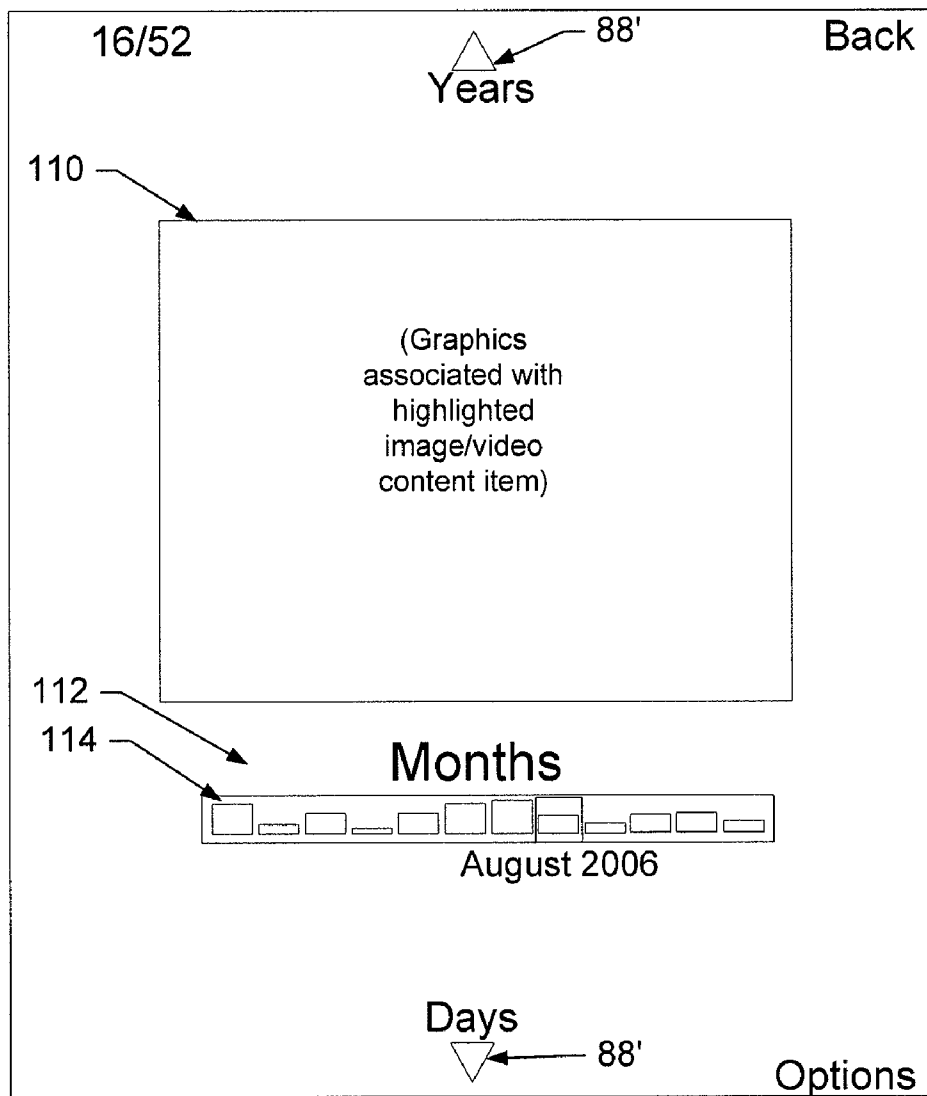 16/52
88'
Back
Years
110
(Graphics
associated with
highlighted
image/video
content item)
112
114
Months
August 2006
Days
88'
Options